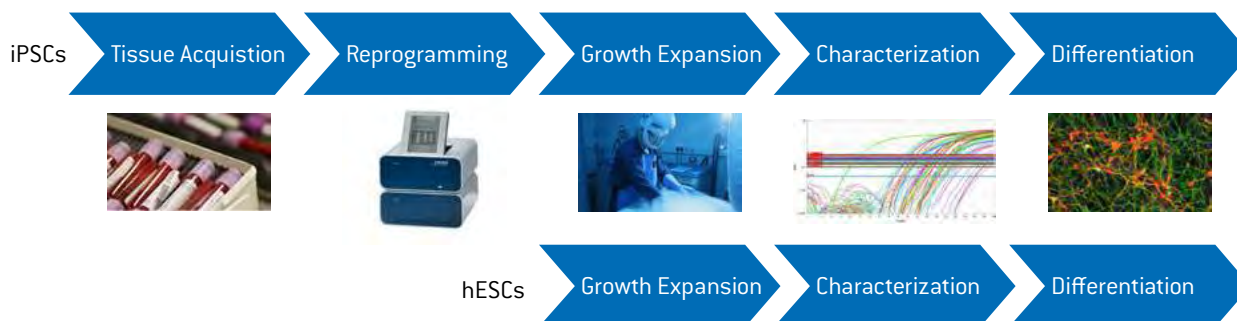 iPSCs
Tissue Acquistion
Reprogramming
Growth Expansion
Characterization
Differentiation
hESCs
Growth Expansion
Characterization
Differentiation